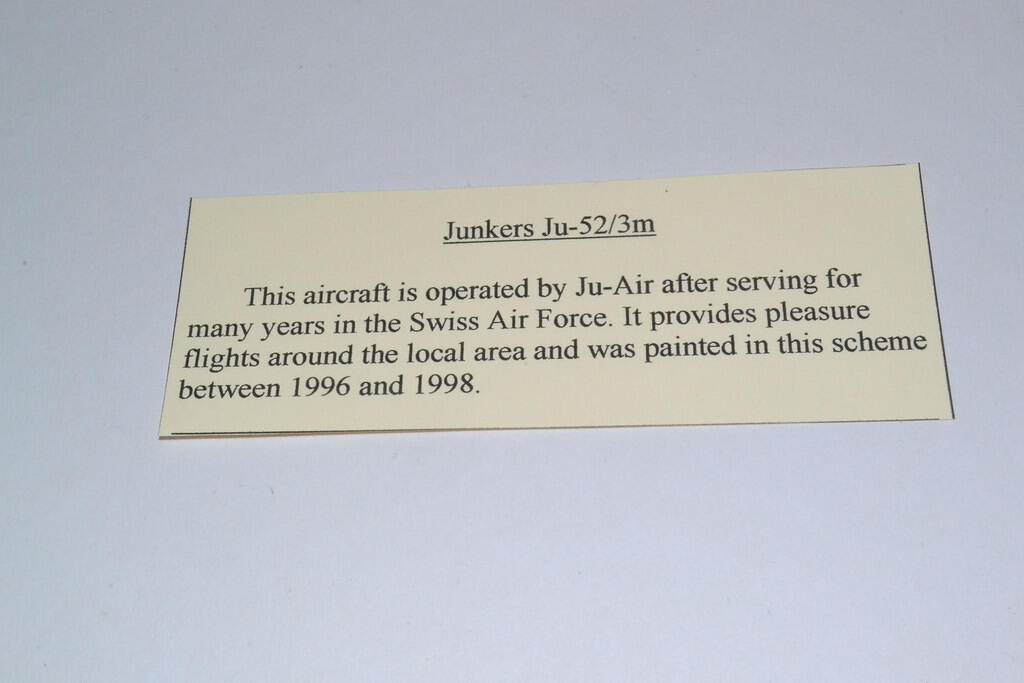 Junkers Ju-52/3m
This aircraft is operated by Ju-Air after serving for
many years in the Swiss Air Force. It provides pleasure
flights around the local area and was painted in this scheme
between 1996 and 1998.